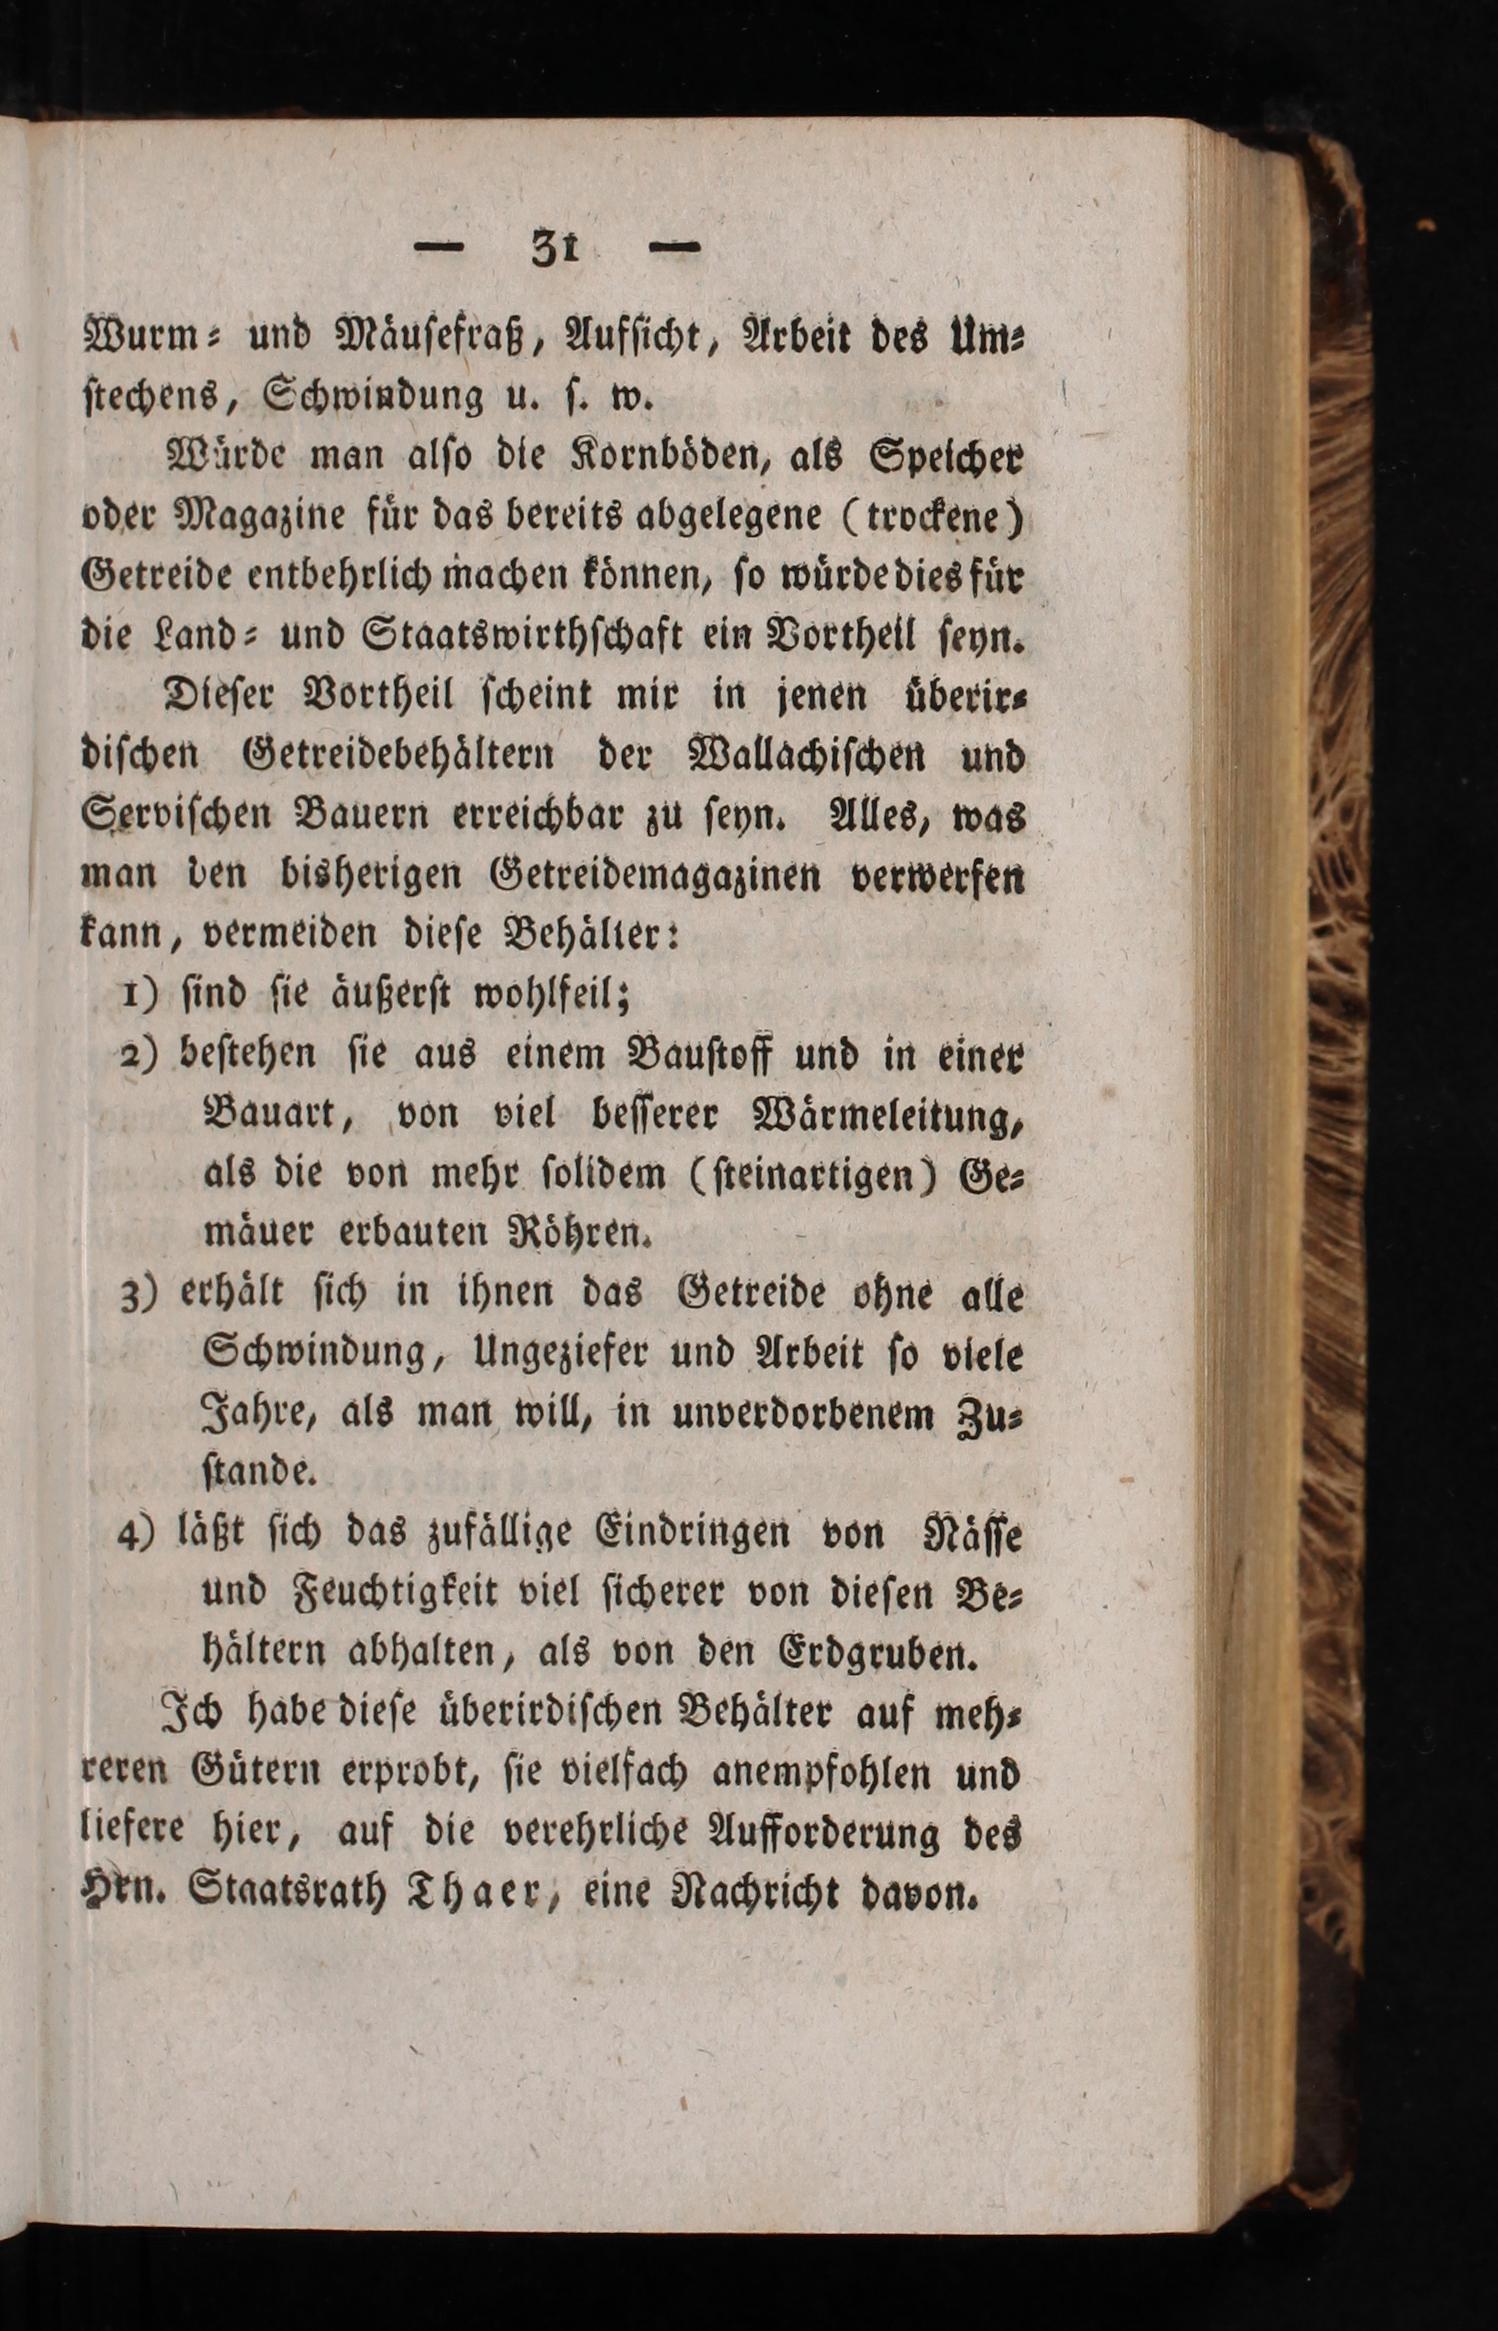 — 31 —
Wurm⸗ und Mäuſefraß, Aufſicht, Arbeit des Um⸗
ſtechens, Schwindung u. ſ. w.
Würde man alſo die Kornböden, als Speicher
oder Magazine für das bereits abgelegene (trockene)
Getreide entbehrlich machen können, ſo würde dies für
die Land⸗ und Staatswirthſchaft ein Vortheil ſeyn.
Dieſer Vortheil ſcheint mir in jenen überir⸗
diſchen Getreidebehältern der Wallachiſchen und
Serviſchen Bauern erreichbar zu ſeyn. Alles, was
man den bisherigen Getreidemagazinen verwerfen
kann, vermeiden dieſe Behälter:
1) ſind ſie äußerſt wohlfeil;
2) beſtehen ſie aus einem Bauſtoff und in einer
Bauart, von viel beſſerer Wärmeleitung,
als die von mehr ſolidem (ſteinartigen) Ge⸗
mäuer erbauten Röhren.
3) erhält ſich in ihnen das Getreide ohne alle
Schwindung, Ungeziefer und Arbeit ſo viele
Jahre, als man will, in unverdorbenem Zu⸗
ſtande.
4) läßt ſich das zufällige Eindringen von Näſſe
und Feuchtigkeit viel ſicherer von dieſen Be⸗
hältern abhalten, als von den Erdgruben.
Ich habe dieſe überirdiſchen Behälter auf meh⸗
reren Gütern erprobt, ſie vielfach anempfohlen und
liefere hier, auf die verehrliche Aufforderung des
Hrn. Staatsrath Thaer, eine Nachricht davon.